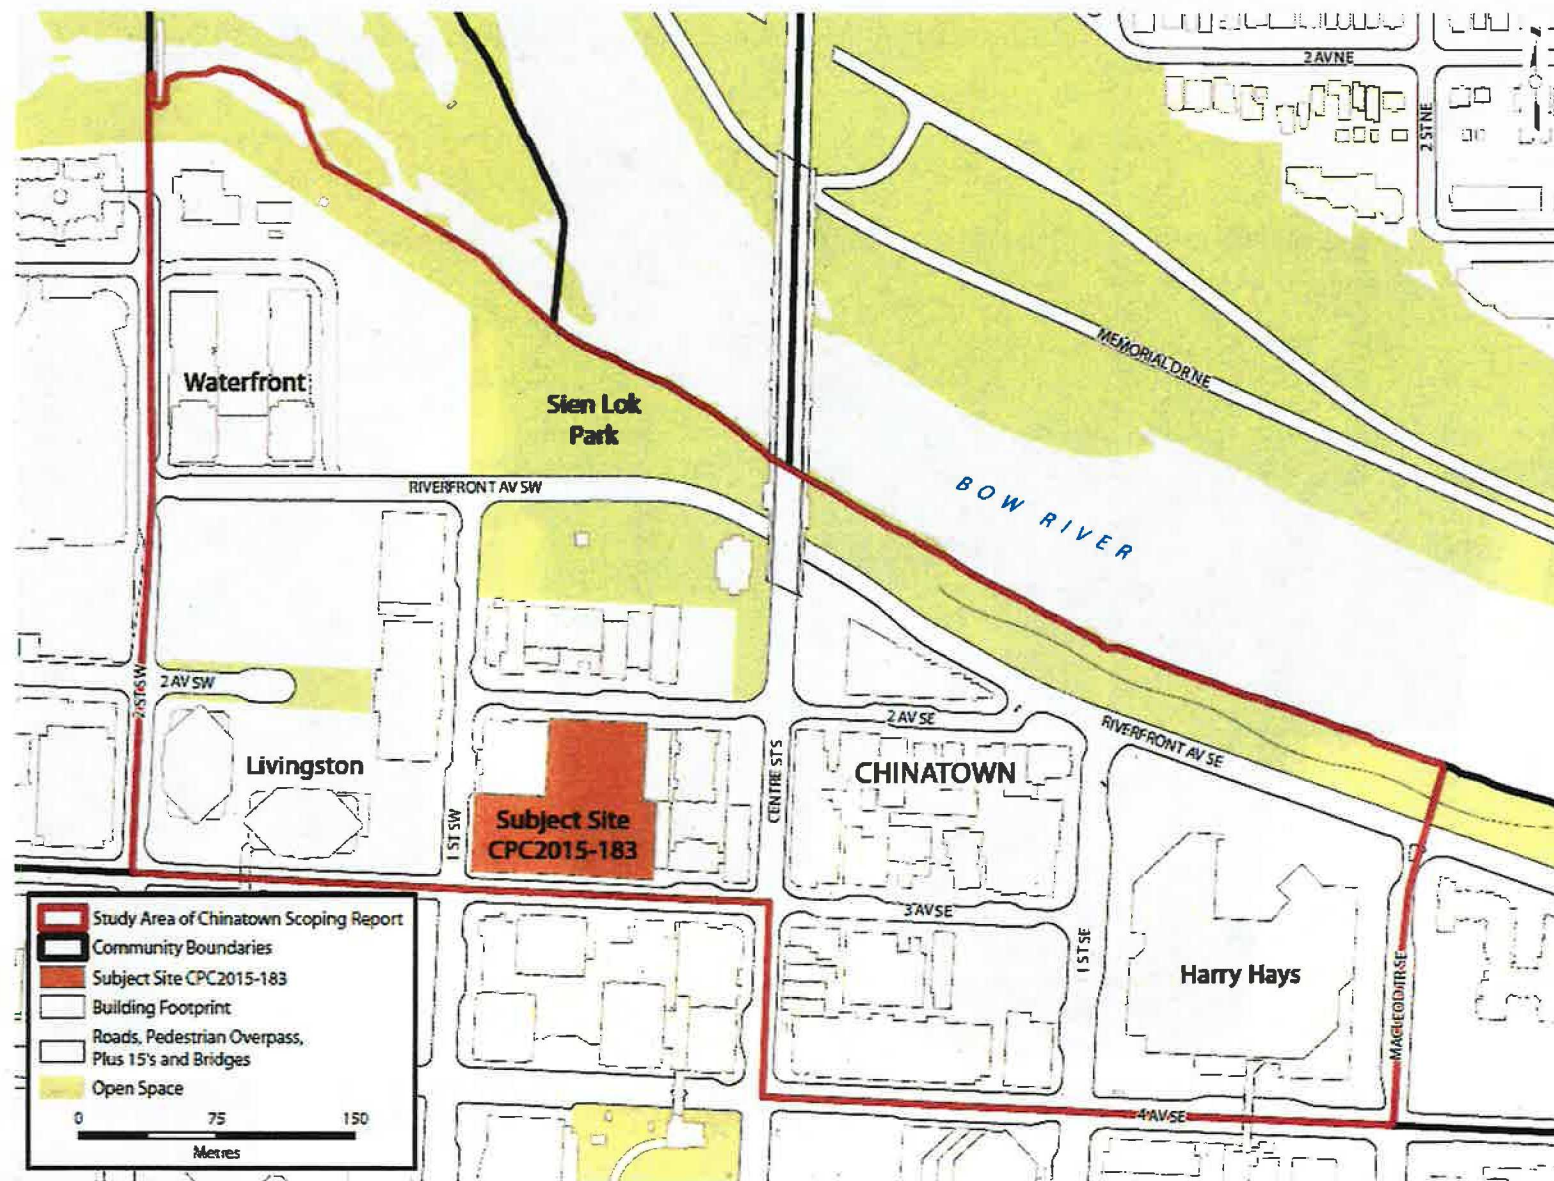 2 AV NE
2 ST NE
MEMORIAL DR NE
Waterfront
Sien Lok
Park
RIVERFRONT AV SW
BOW RIVER
2 ST SW
2 AV SW
2 AV SE
RIVERFRONT AV SE
Livingston
CENTRE ST S
CHINATOWN
1 ST SW
Subject Site
CPC2015-183
3 AV SE
1 ST SE
Harry Hays
MACLEOD TR SE
4 AV SE
Study Area of Chinatown Scoping Report
Community Boundaries
Subject Site CPC2015-183
Building Footprint
Roads, Pedestrian Overpass,
Plus 15's and Bridges
Open Space
0 75 150
Metres